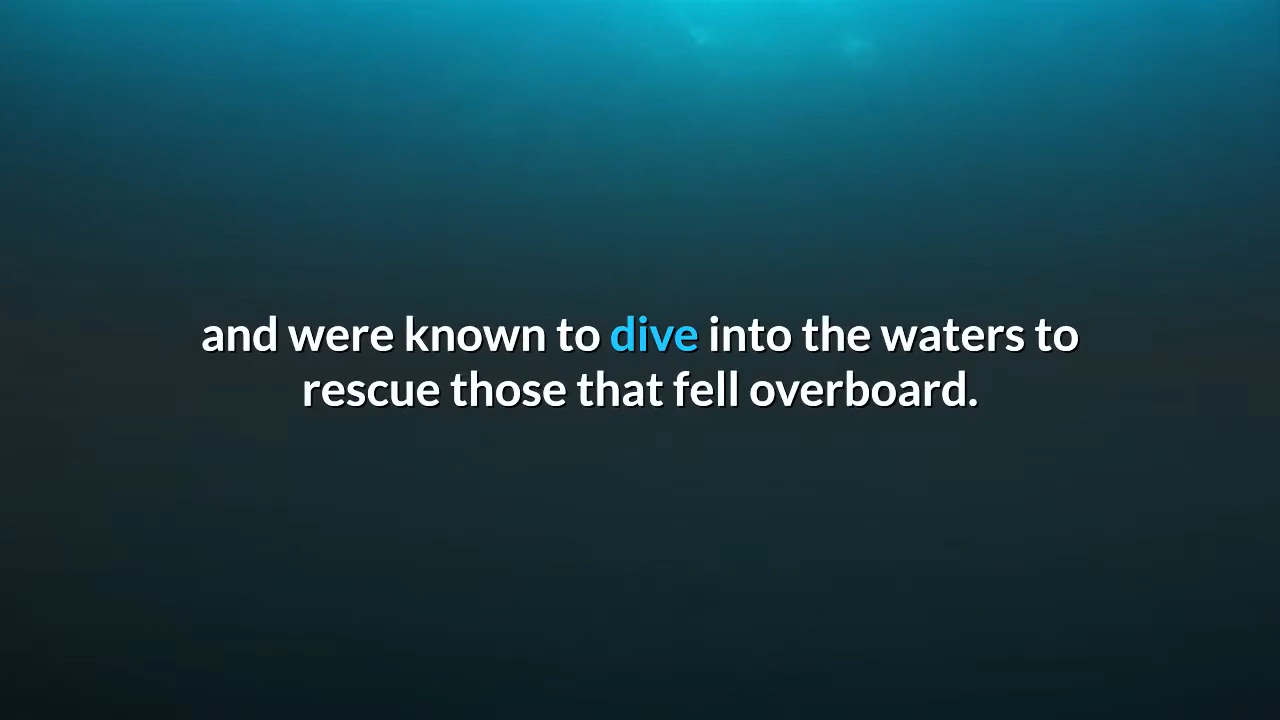 and were known to dive into the waters to
rescue those that fell overboard.